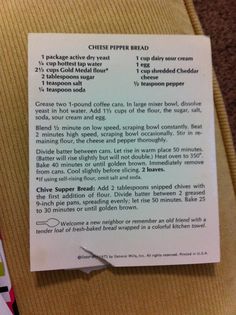 CHEESE PEPPER BREAD
1 package active dry yeast
¼ cup hottest tap water
2⅓ cups Gold Medal flour*
2 tablespoons sugar
1 teaspoon salt
¼ teaspoon soda
1 cup dairy sour cream
1 egg
1 cup shredded Cheddar
cheese
½ teaspoon pepper
Grease two 1-pound coffee cans. In large mixer bowl, dissolve
yeast in hot water. Add 1⅓ cups of the flour, the sugar, salt,
soda, sour cream and egg.
Blend ½ minute on low speed, scraping bowl constantly. Beat
2 minutes high speed, scraping bowl occasionally. Stir in re-
maining flour, the cheese and pepper thoroughly.
Divide batter between cans. Let rise in warm place 50 minutes.
(Batter will rise slightly but will not double.) Heat oven to 350°.
Bake 40 minutes or until golden brown. Immediately remove
from cans. Cool slightly before slicing. 2 loaves.
*If using self-rising flour, omit salt and soda.
Chive Supper Bread: Add 2 tablespoons snipped chives with
the first addition of flour. Divide batter between 2 greased
9-inch pie pans, spreading evenly; let rise 50 minutes. Bake 25
to 30 minutes or until golden brown.
Welcome a new neighbor or remember an old friend with a
tender loaf of fresh-baked bread wrapped in a colorful kitchen towel.
by General Mills, Inc. All rights reserved. Printed in U.S.A.